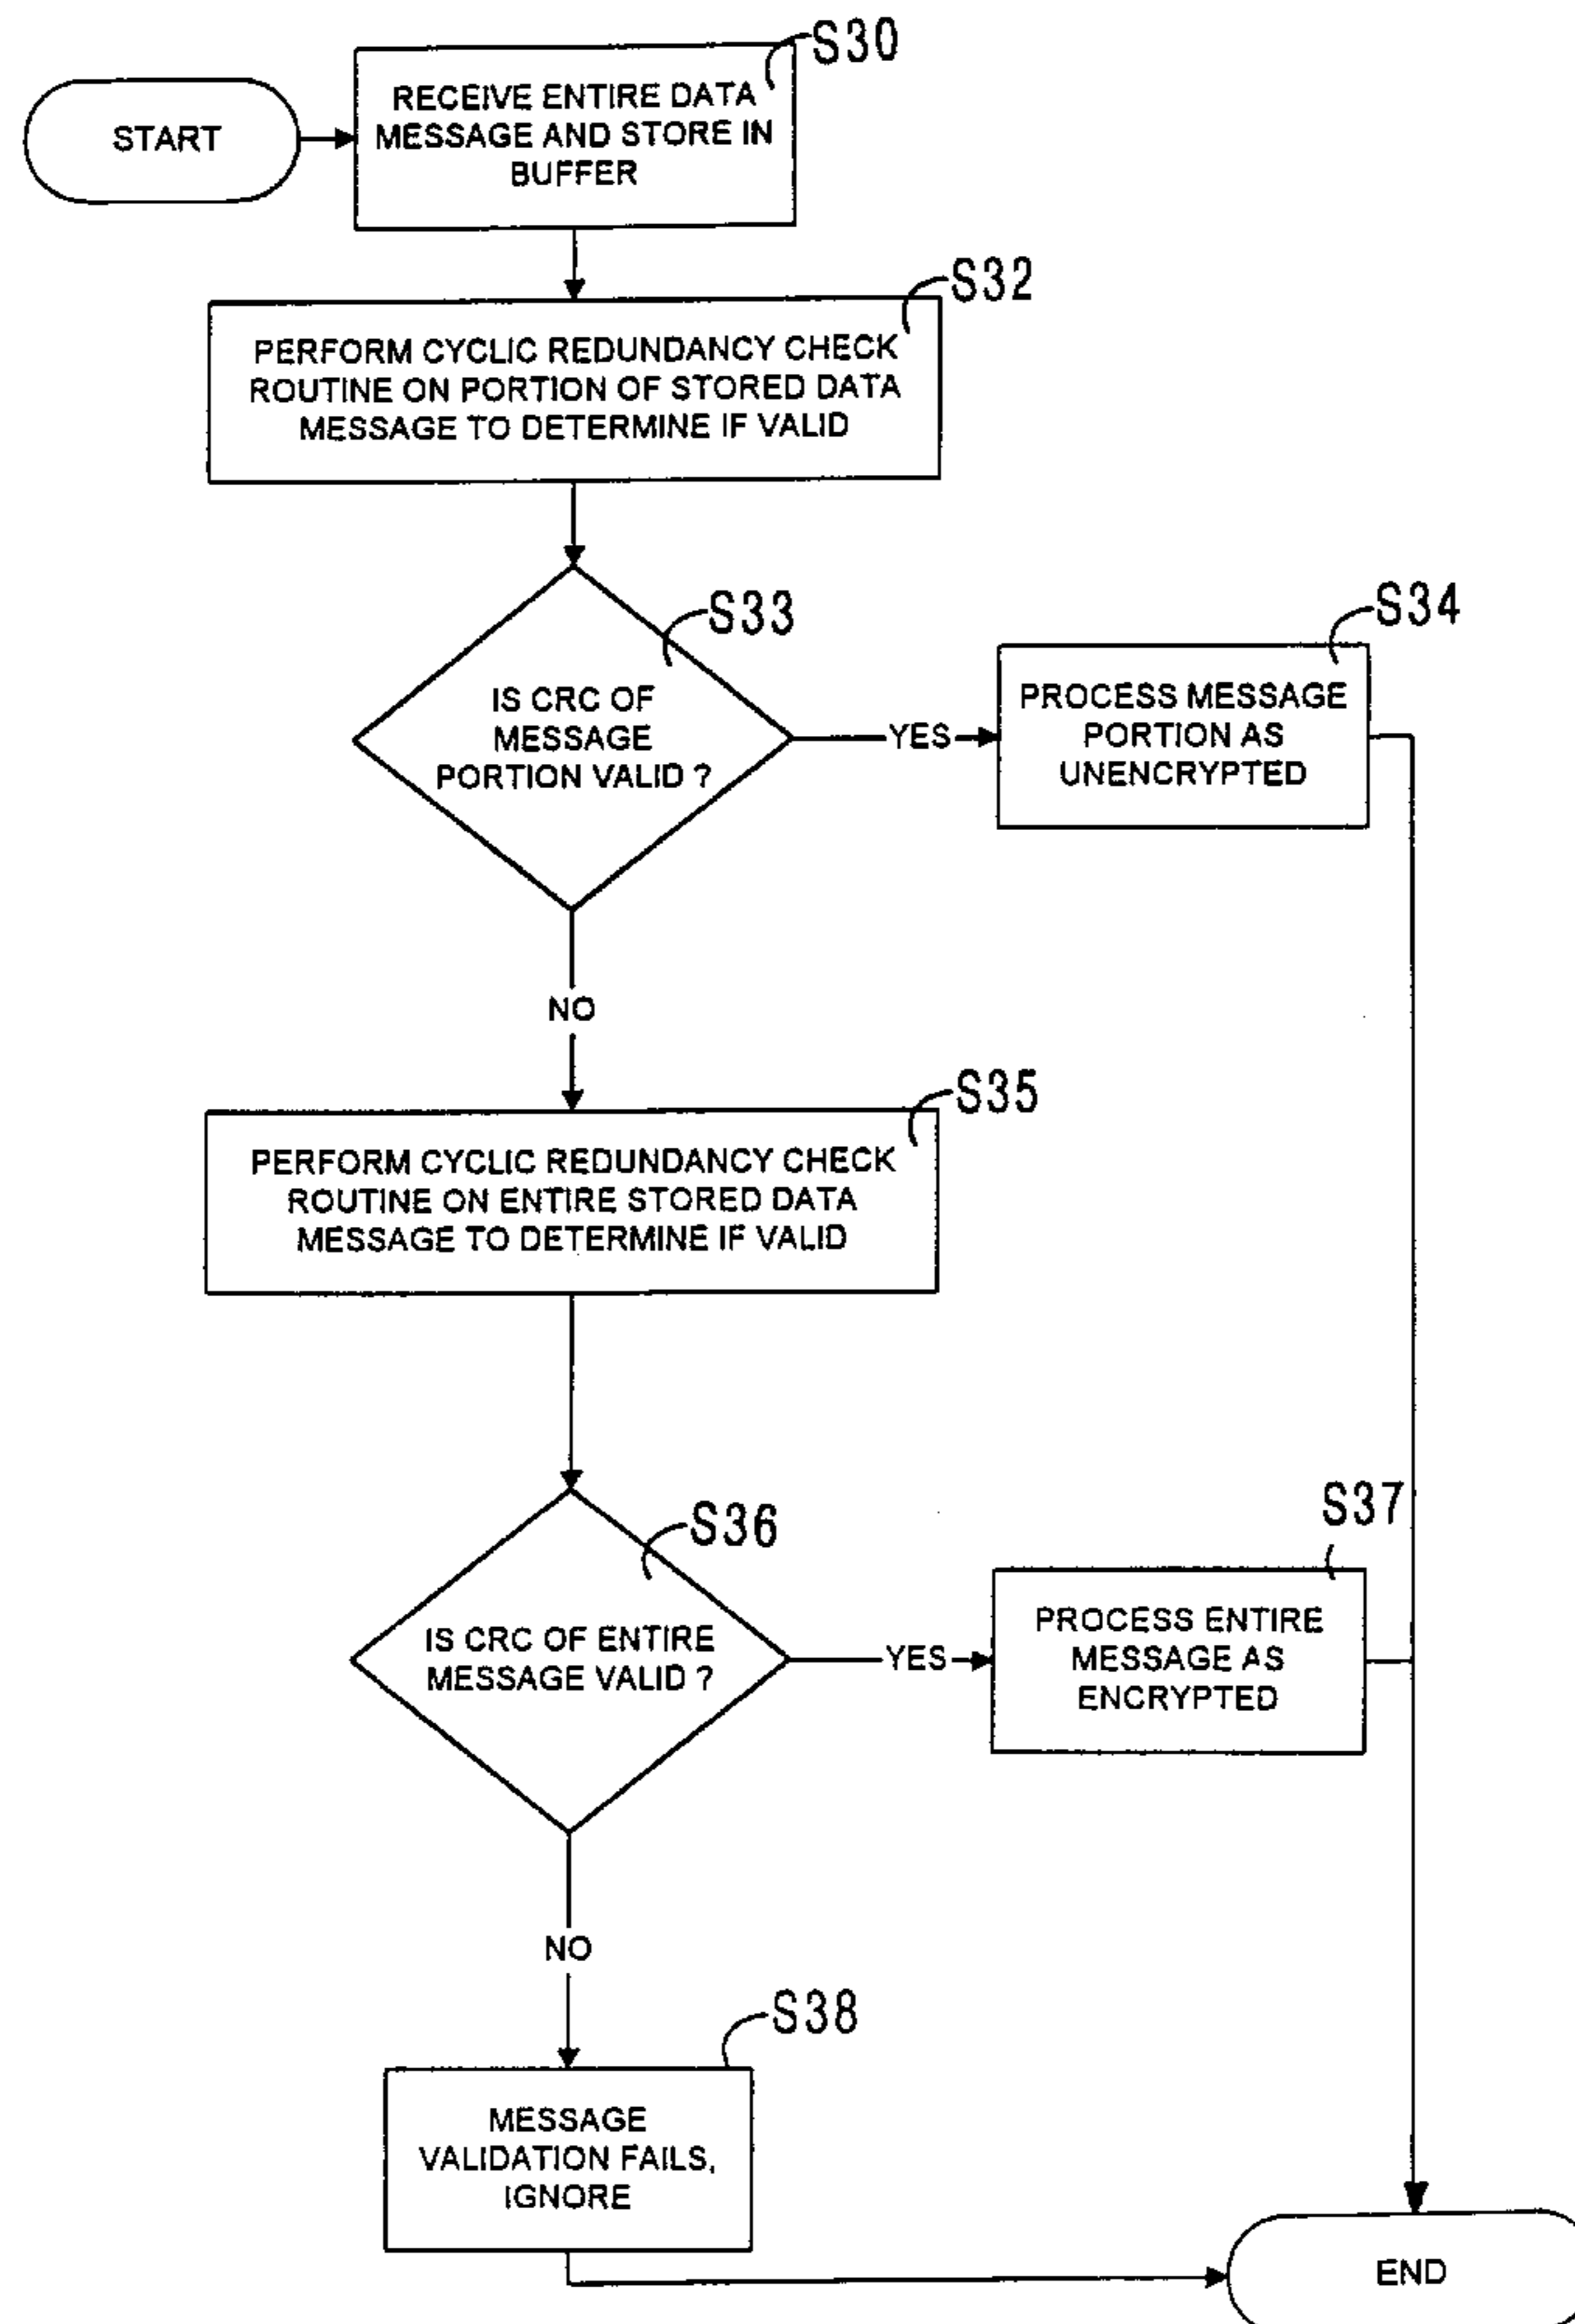 S30
START
RECEIVE ENTIRE DATA
MESSAGE AND STORE IN
BUFFER
S32
PERFORM CYCLIC REDUNDANCY CHECK
ROUTINE ON PORTION OF STORED DATA
MESSAGE TO DETERMINE IF VALID
S33
IS CRC OF
MESSAGE
PORTION VALID ?
YES
S34
PROCESS MESSAGE
PORTION AS
UNENCRYPTED
NO
S35
PERFORM CYCLIC REDUNDANCY CHECK
ROUTINE ON ENTIRE STORED DATA
MESSAGE TO DETERMINE IF VALID
S36
IS CRC OF ENTIRE
MESSAGE VALID ?
YES
S37
PROCESS ENTIRE
MESSAGE AS
ENCRYPTED
NO
S38
MESSAGE
VALIDATION FAILS,
IGNORE
END